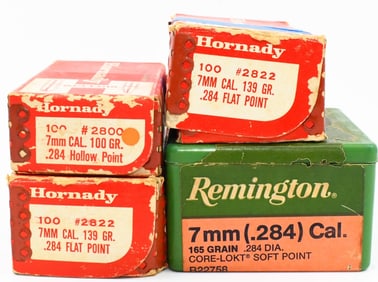 Hornady
100 #2822
7MM CAL. 139 GR.
.284 FLAT POINT
Hornady
100 #2800
7mm CAL. 100 GR.
.284 Hollow Point
Hornady
100 #2822
7MM CAL. 139 GR.
.284 FLAT POINT
Remington®
7mm (.284) Cal.
165 GRAIN .284 DIA.
CORE-LOKT SOFT POINT
B22758